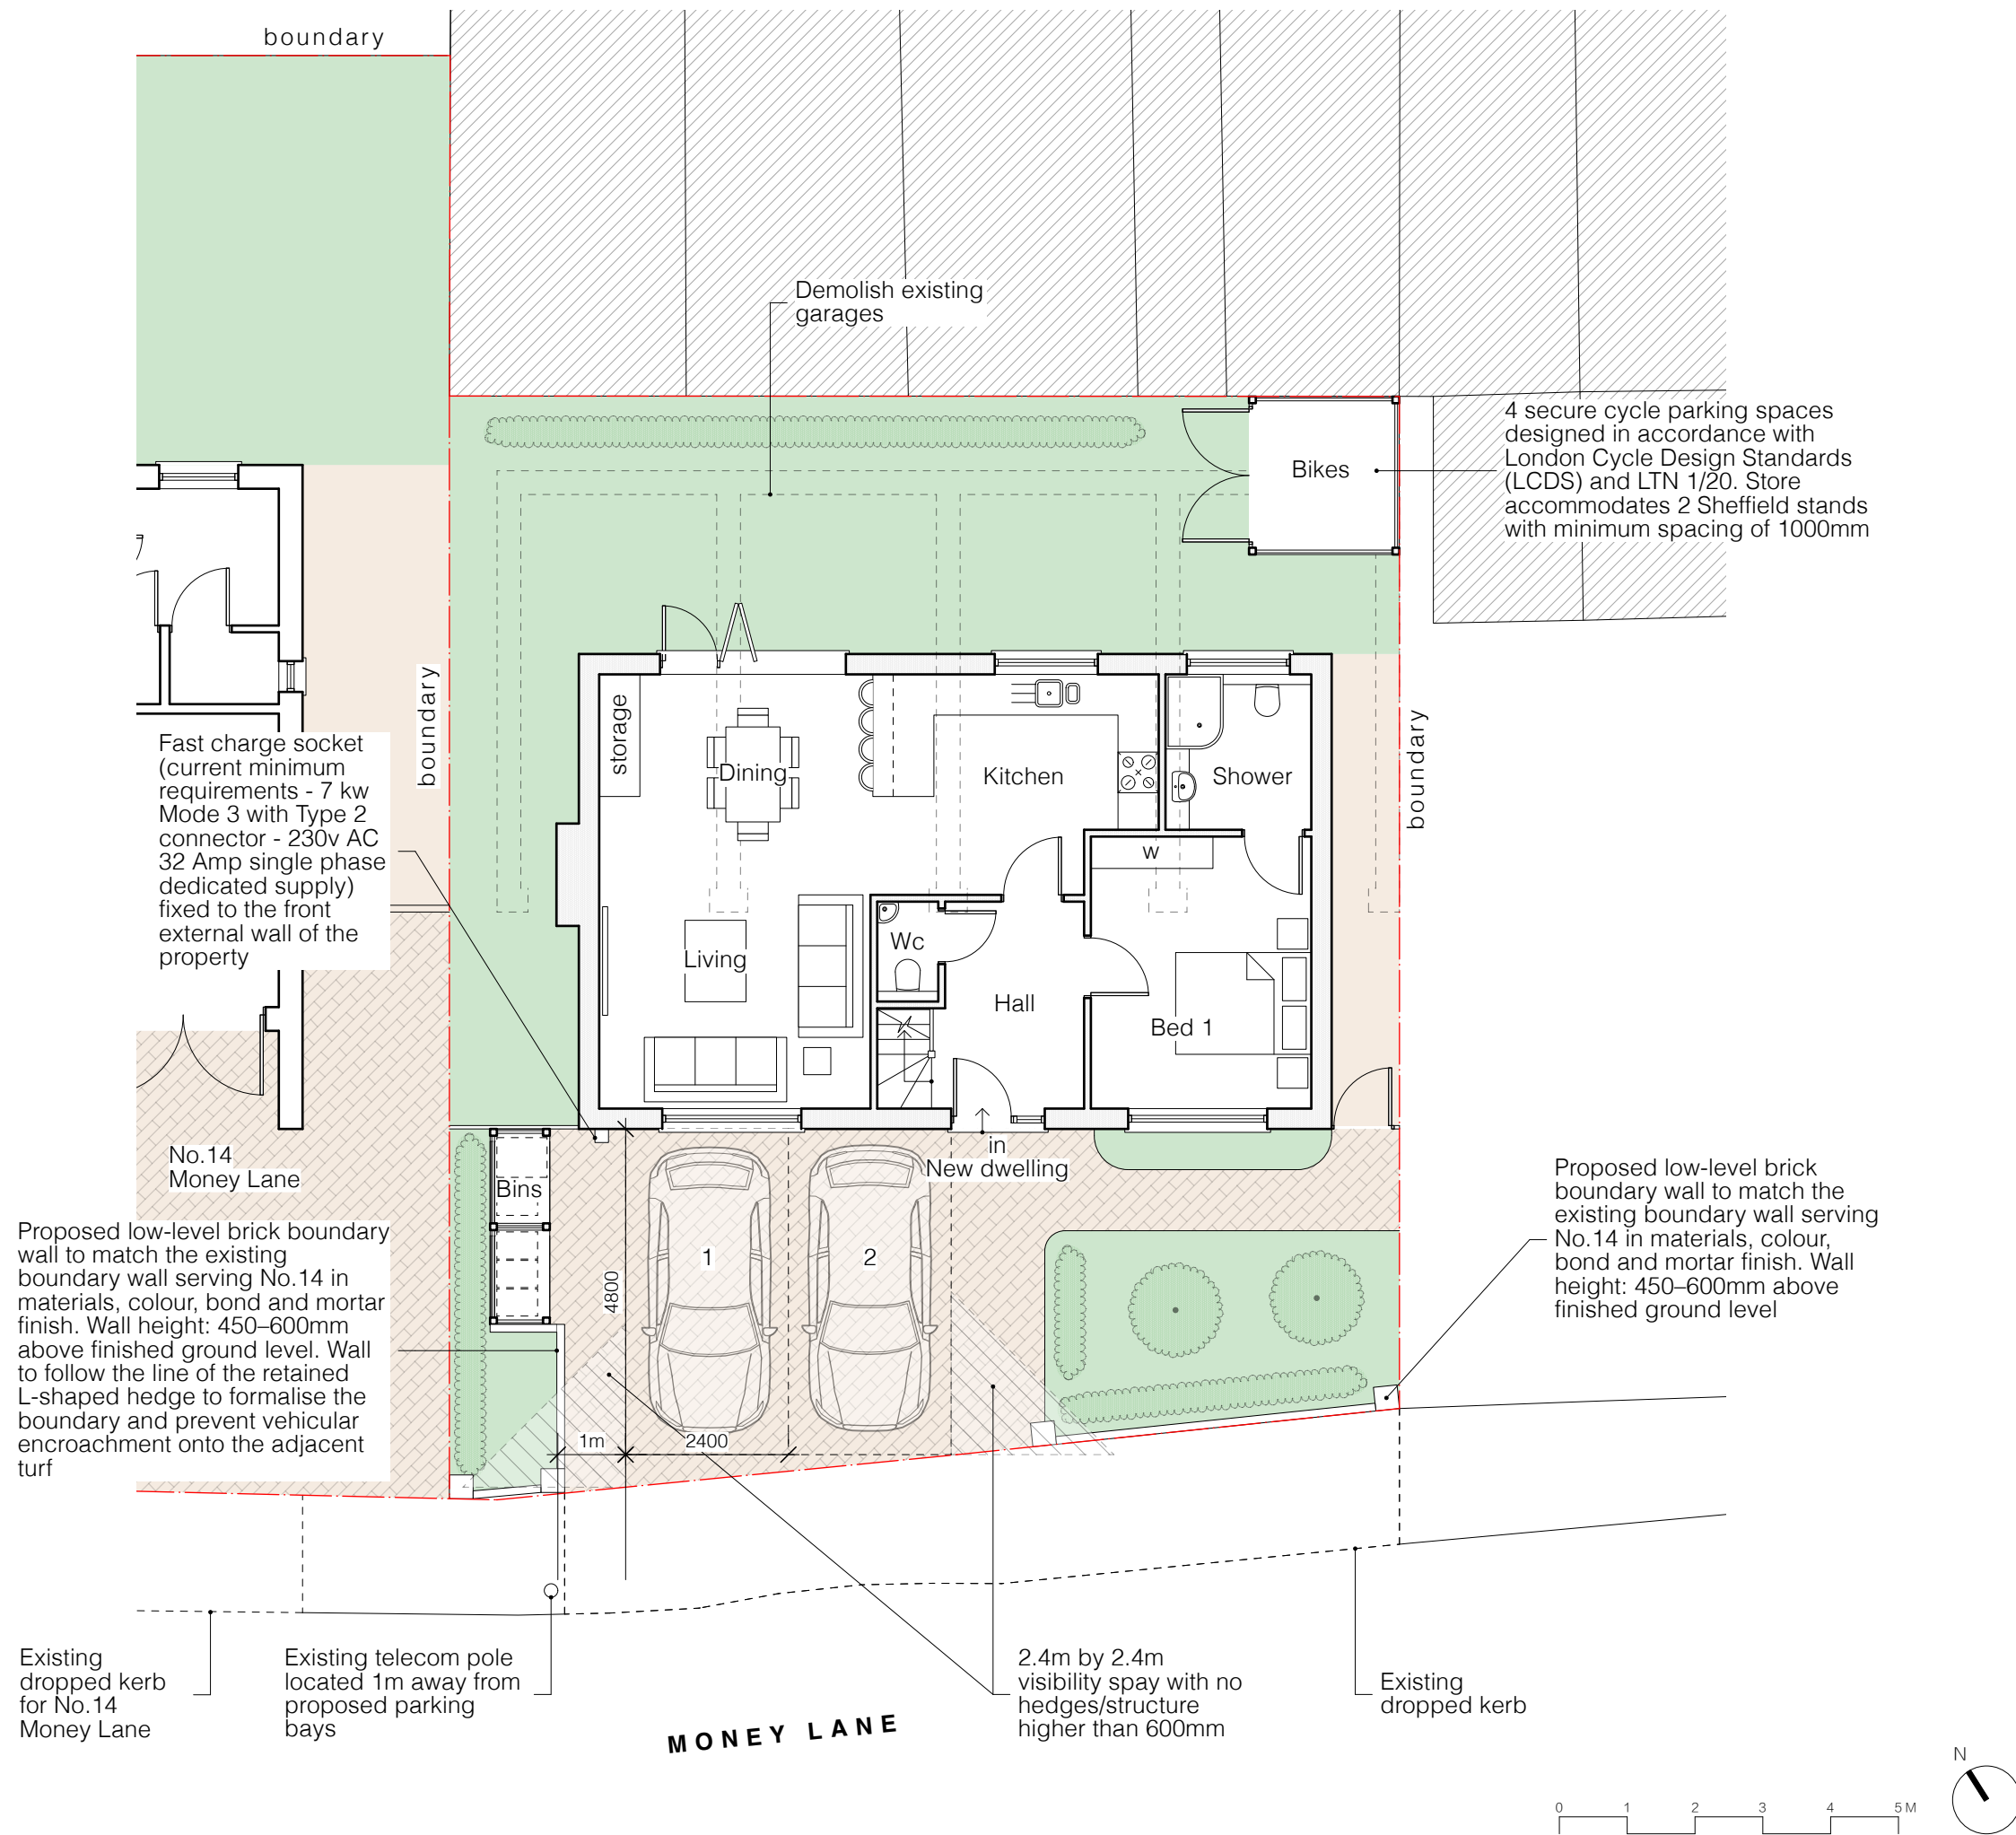 boundary
Demolish existing
garages
4 secure cycle parking spaces
designed in accordance with
London Cycle Design Standards
(LCDS) and LTN 1/20. Store
accommodates 2 Sheffield stands
with minimum spacing of 1000mm
Bikes
boundary
storage
Dining
Kitchen
Shower
boundary
W
Fast charge socket
(current minimum
requirements - 7 kw
Mode 3 with Type 2
connector - 230v AC
32 Amp single phase
dedicated supply)
fixed to the front
external wall of the
property
Living
Wc
Hall
Bed 1
No.14
Money Lane
in
New dwelling
Bins
1
2
4800
1m
2400
Proposed low-level brick boundary
wall to match the existing
boundary wall serving No.14 in
materials, colour, bond and mortar
finish. Wall height: 450–600mm
above finished ground level. Wall
to follow the line of the retained
L-shaped hedge to formalise the
boundary and prevent vehicular
encroachment onto the adjacent
turf
Proposed low-level brick
boundary wall to match the
existing boundary wall serving
No.14 in materials, colour,
bond and mortar finish. Wall
height: 450–600mm above
finished ground level
Existing
dropped kerb
for No.14
Money Lane
Existing telecom pole
located 1m away from
proposed parking
bays
2.4m by 2.4m
visibility spay with no
hedges/structure
higher than 600mm
Existing
dropped kerb
MONEY LANE
N
0 1 2 3 4 5 M